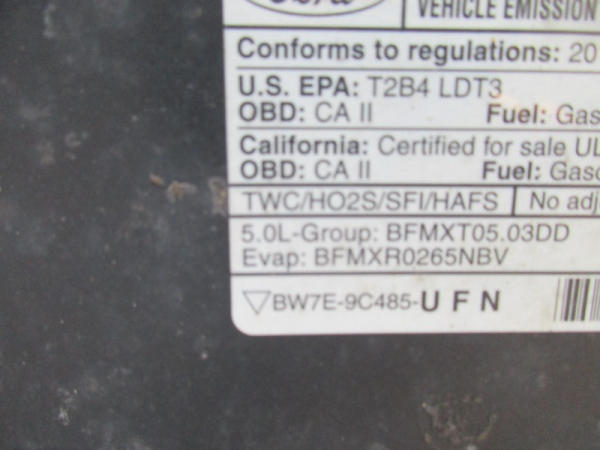 Ford
VEHICLE EMISSION
Conforms to regulations: 20
U.S. EPA: T2B4 LDT3
OBD: CA II Fuel: Gas
California: Certified for sale UL
OBD: CA II Fuel: Gaso
TWC/HO2S/SFI/HAFS No adj
5.0L-Group: BFMXT05.03DD
Evap: BFMXR0265NBV
▽BW7E-9C485-U F N